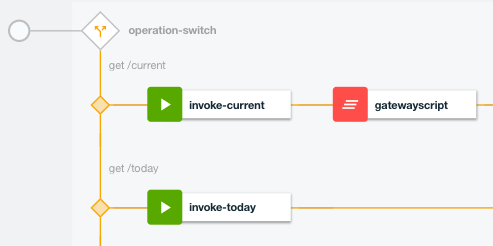 operation-switch
get /current
invoke-current
gatewayscript
get /today
invoke-today